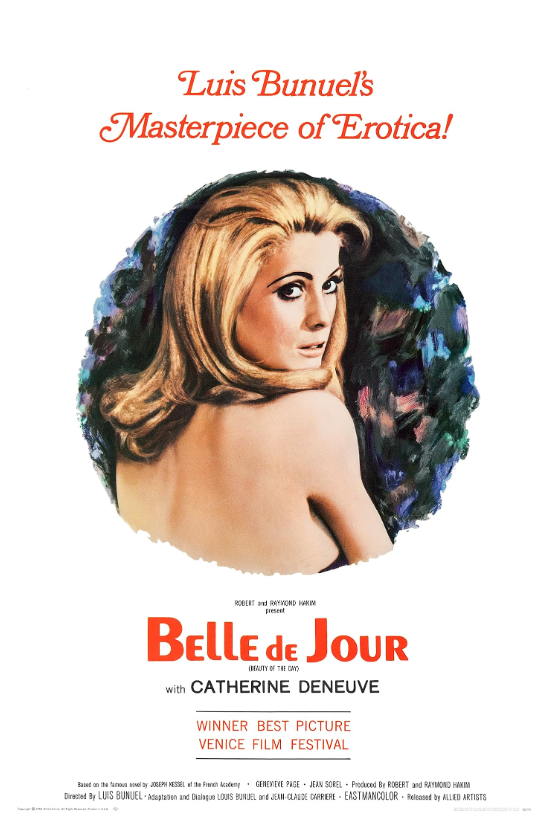 Luis Bunuel's
Masterpiece of Erotica!
ROBERT and RAYMOND HAKIM
present
BELLE de JOUR
(BEAUTY OF THE DAY)
with CATHERINE DENEUVE
WINNER BEST PICTURE
VENICE FILM FESTIVAL
Based on the famous novel by JOSEPH KESSEL of the French Academy • GENEVIEVE PAGE • JEAN SOREL • Produced By ROBERT and RAYMOND HAKIM
Directed By LUIS BUNUEL • Adaptation and Dialogue LOUIS BUNUEL and JEAN-CLAUDE CARRIERE • EASTMANCOLOR • Released by ALLIED ARTISTS